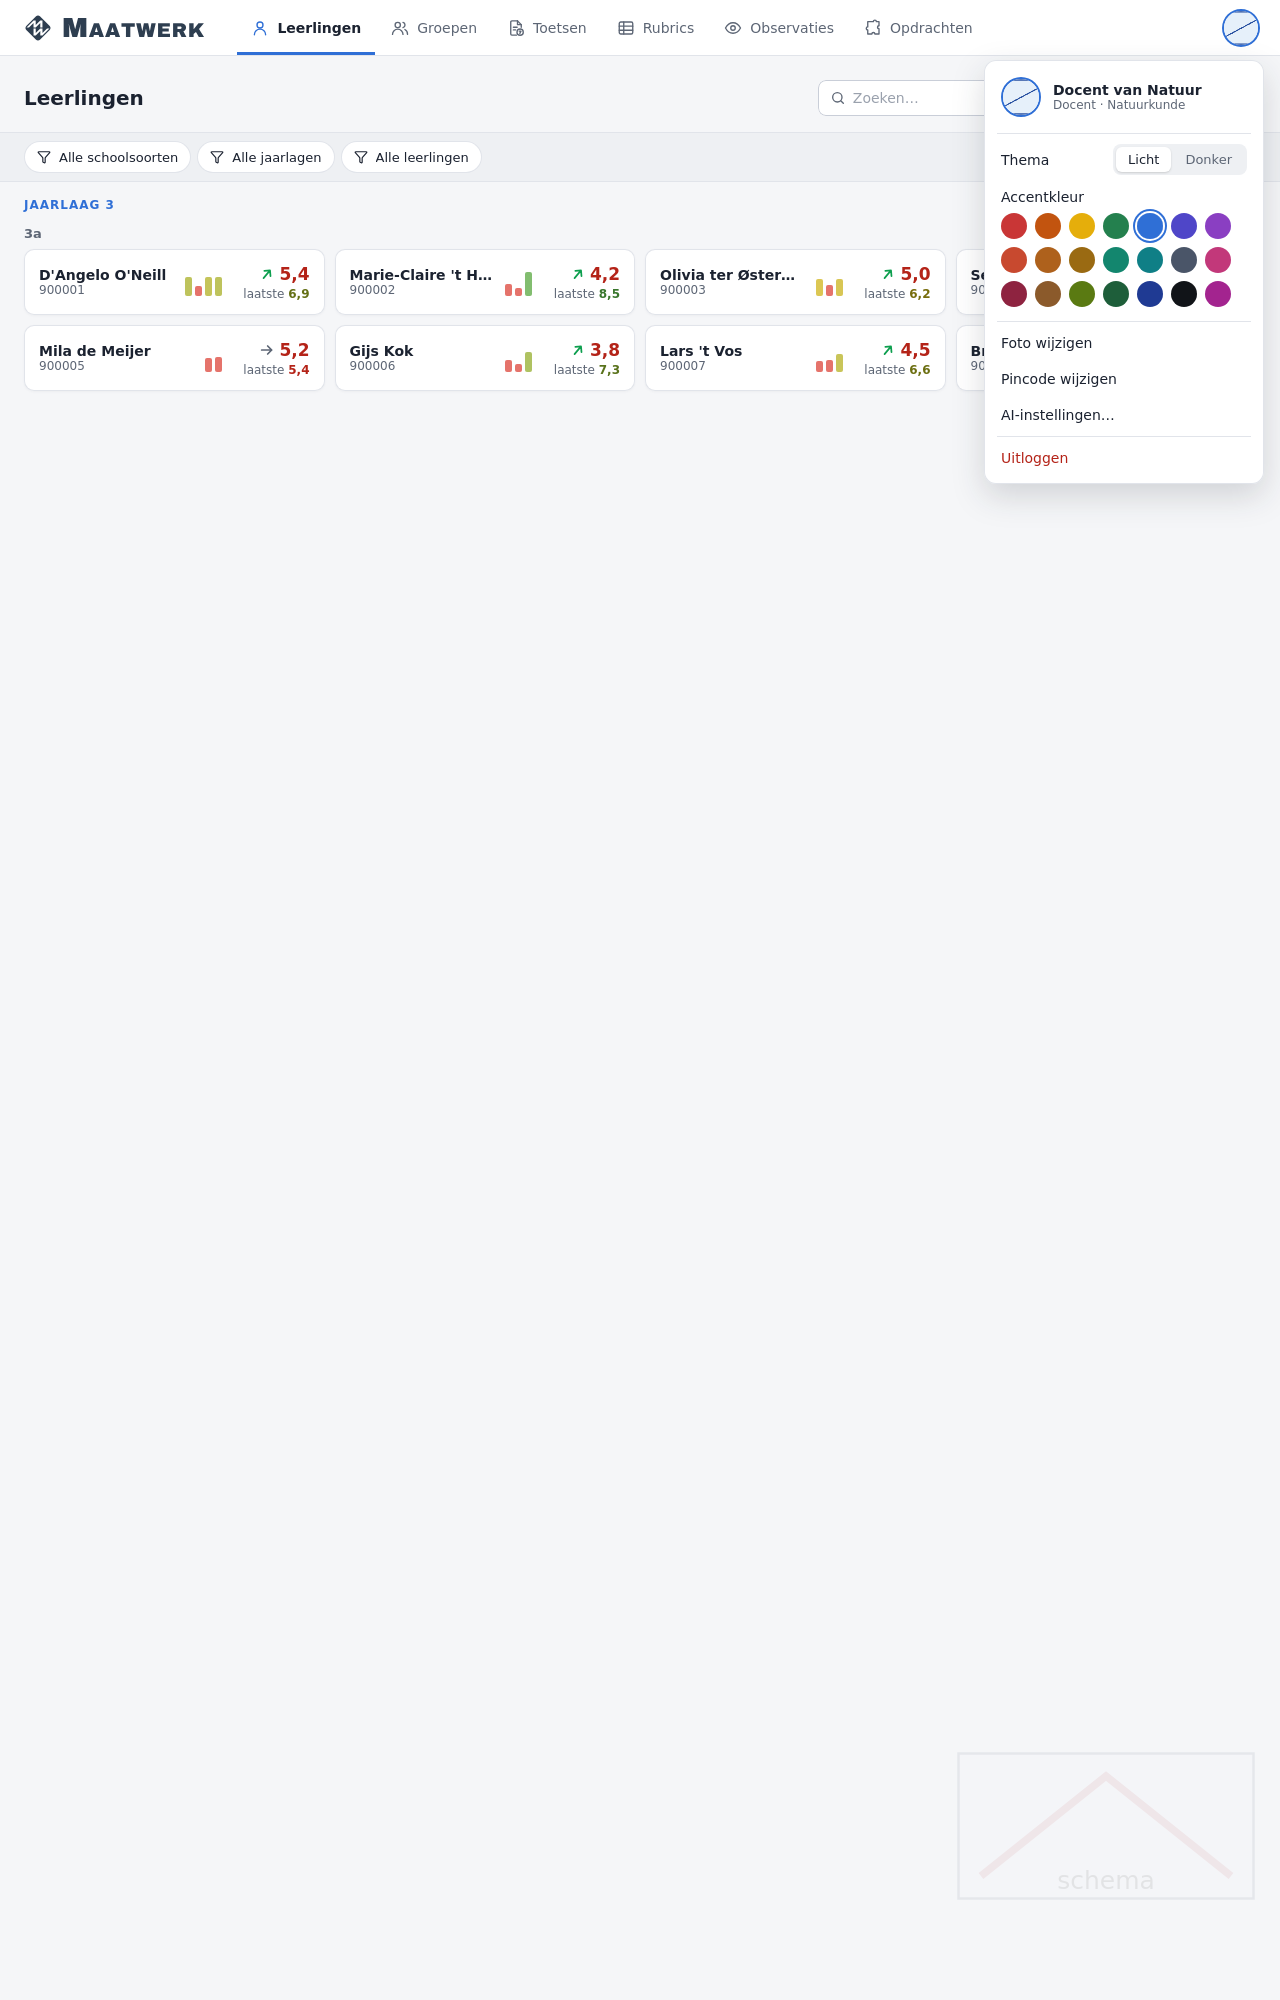 MAATWERK
Leerlingen
Groepen
Toetsen
Rubrics
Observaties
Opdrachten
Leerlingen
Zoeken…
Alle schoolsoorten
Alle jaarlagen
Alle leerlingen
JAARLAAG 3
3a
D'Angelo O'Neill
900001
5,4
laatste 6,9
Marie-Claire 't H…
900002
4,2
laatste 8,5
Olivia ter Øster…
900003
5,0
laatste 6,2
Mila de Meijer
900005
5,2
laatste 5,4
Gijs Kok
900006
3,8
laatste 7,3
Lars 't Vos
900007
4,5
laatste 6,6
Docent van Natuur
Docent · Natuurkunde
Thema
Licht
Donker
Accentkleur
Foto wijzigen
Pincode wijzigen
AI-instellingen…
Uitloggen
schema